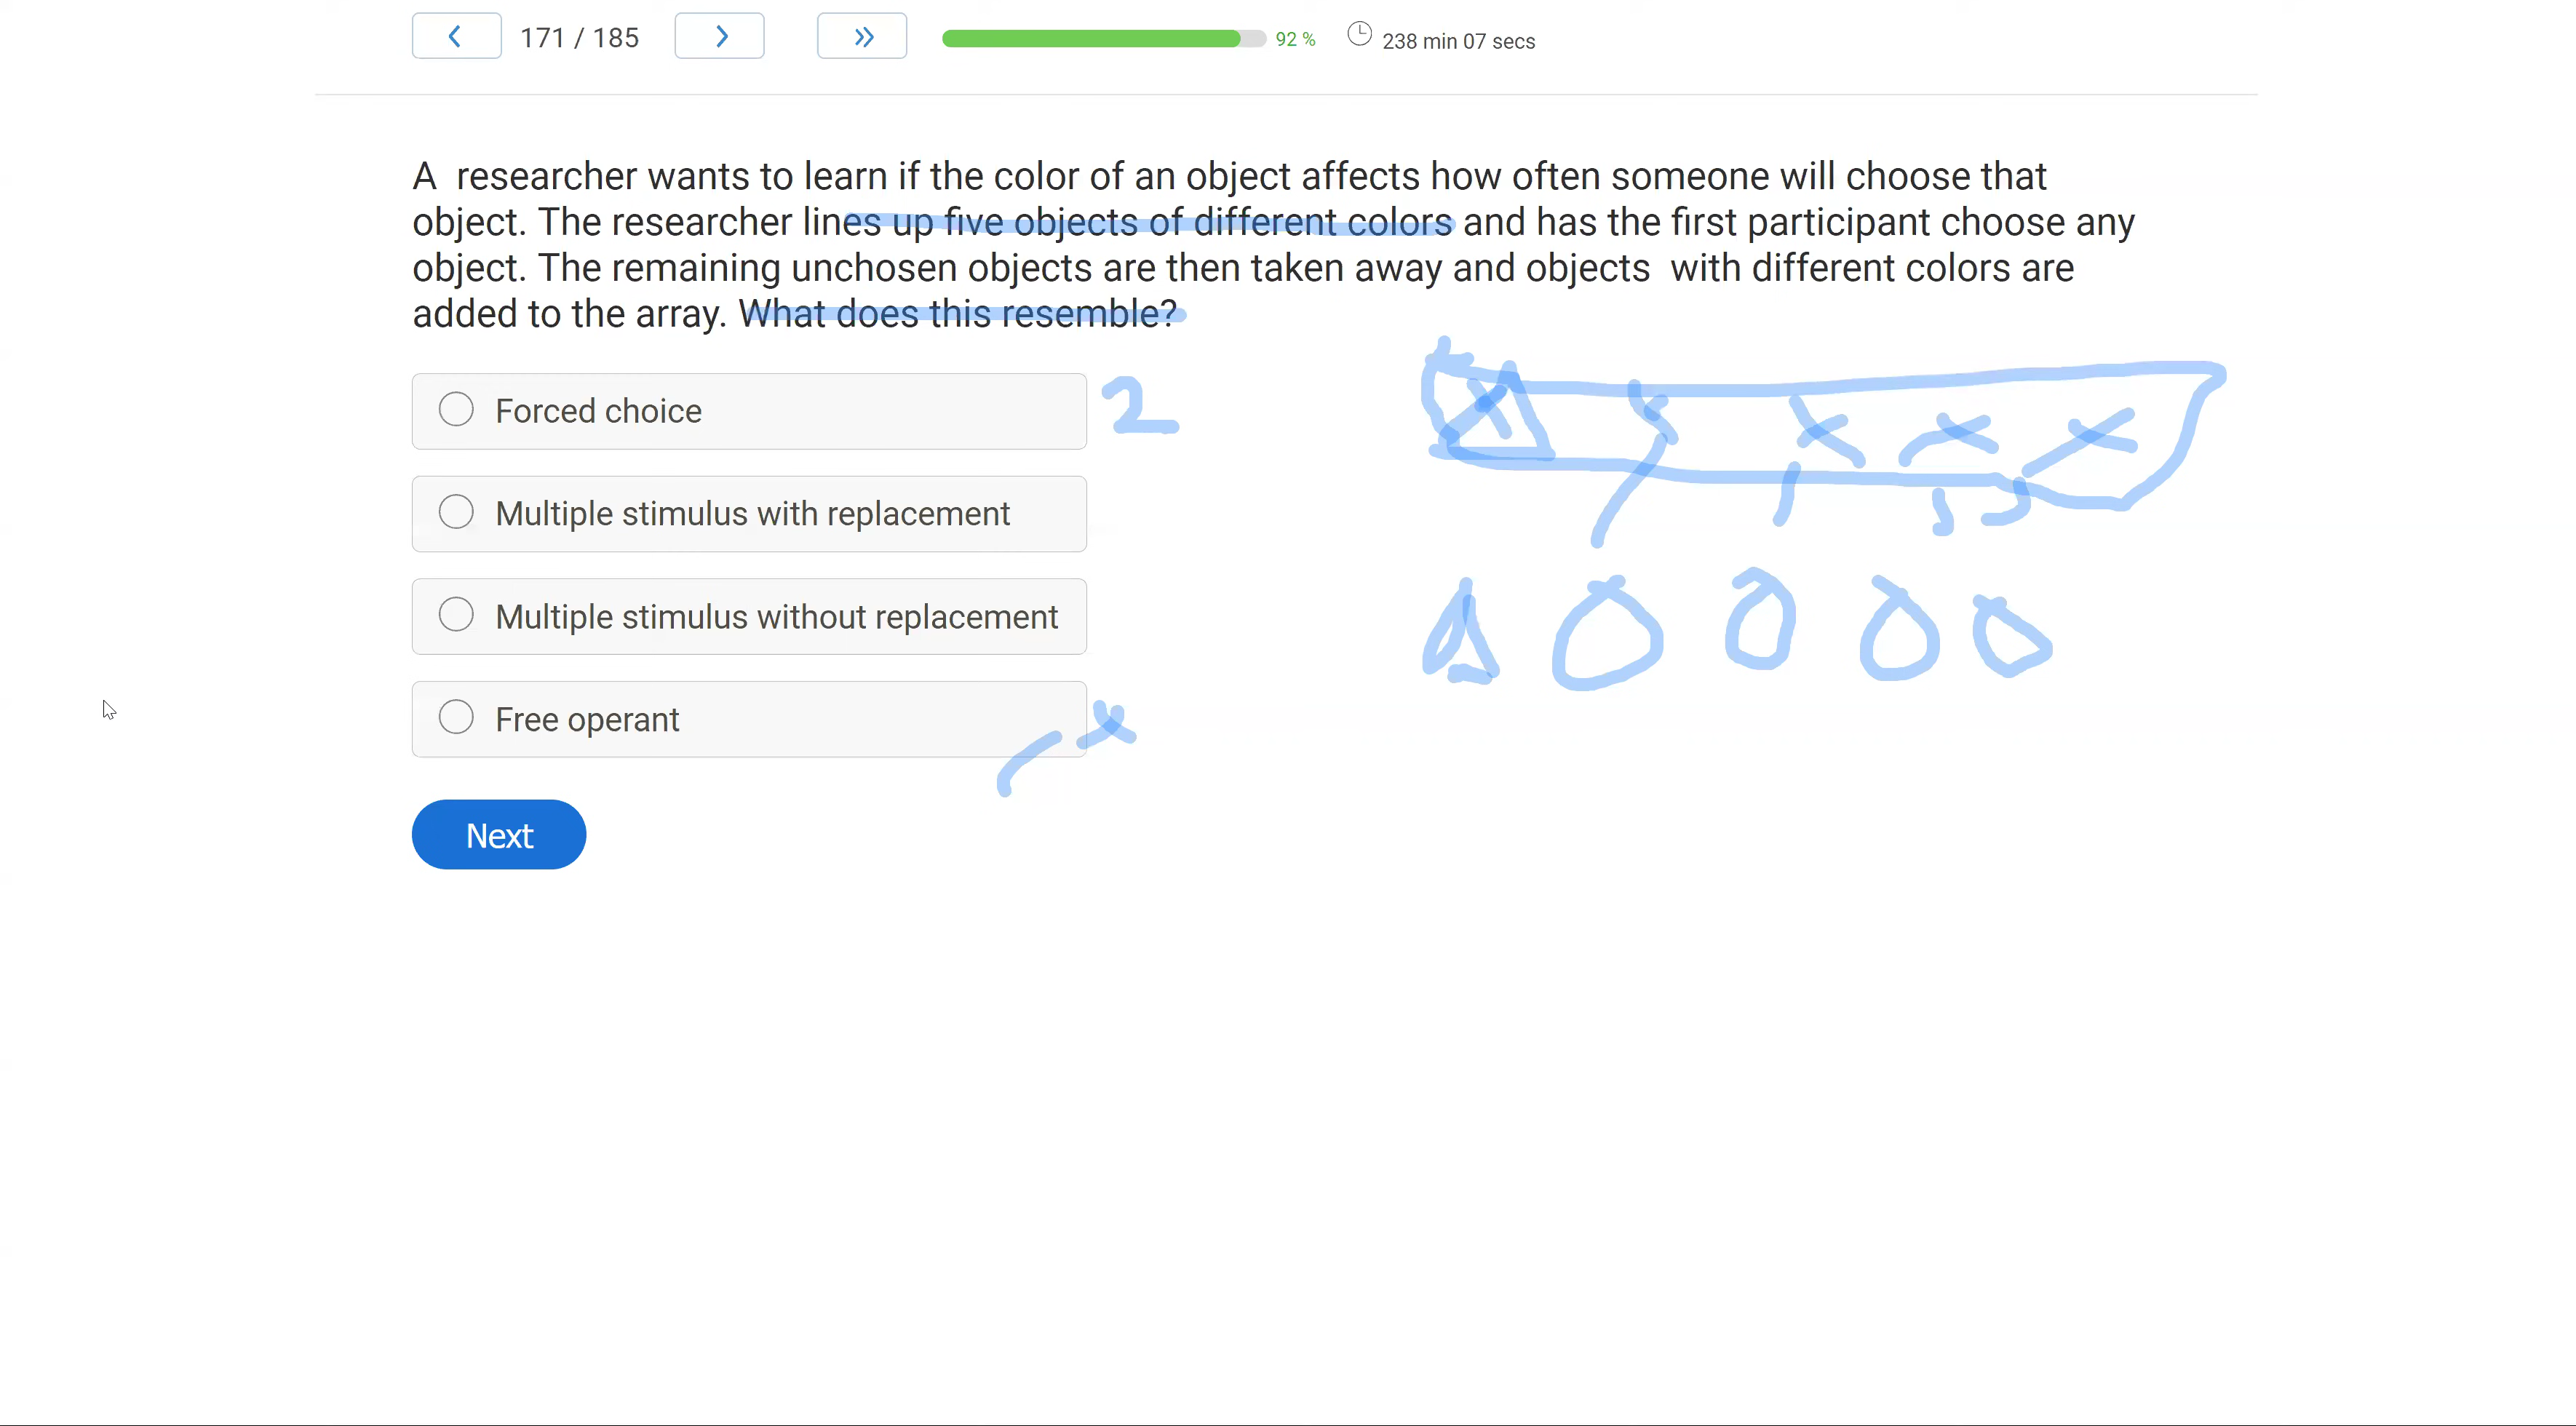 171 / 185
92 %
238 min 07 secs
A researcher wants to learn if the color of an object affects how often someone will choose that
object. The researcher lines up five objects of different colors and has the first participant choose any
object. The remaining unchosen objects are then taken away and objects with different colors are
added to the array. What does this resemble?
Forced choice
2
Multiple stimulus with replacement
Multiple stimulus without replacement
Free operant
Next